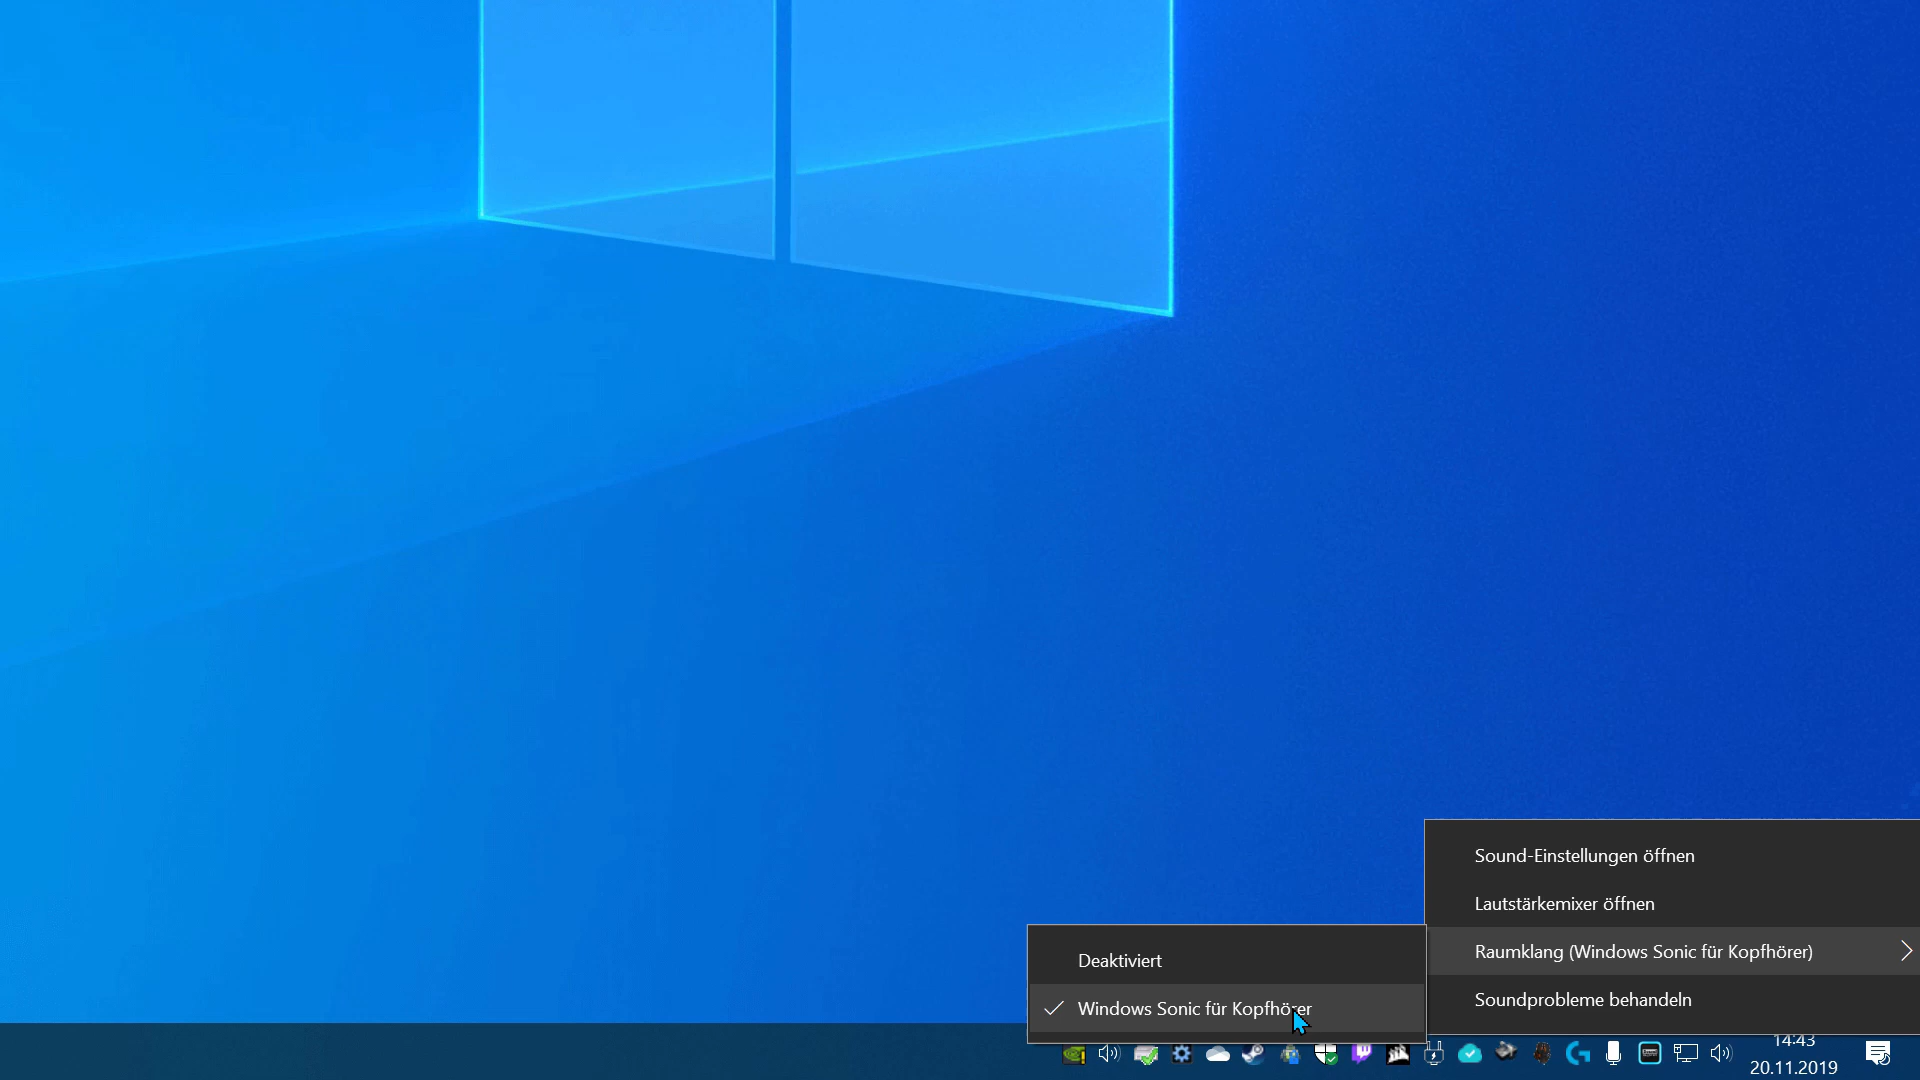 Sound-Einstellungen öffnen
Lautstärkemixer öffnen
Raumklang (Windows Sonic für Kopfhörer)
Soundprobleme behandeln
Deaktiviert
Windows Sonic für Kopfhörer
14:43
20.11.2019